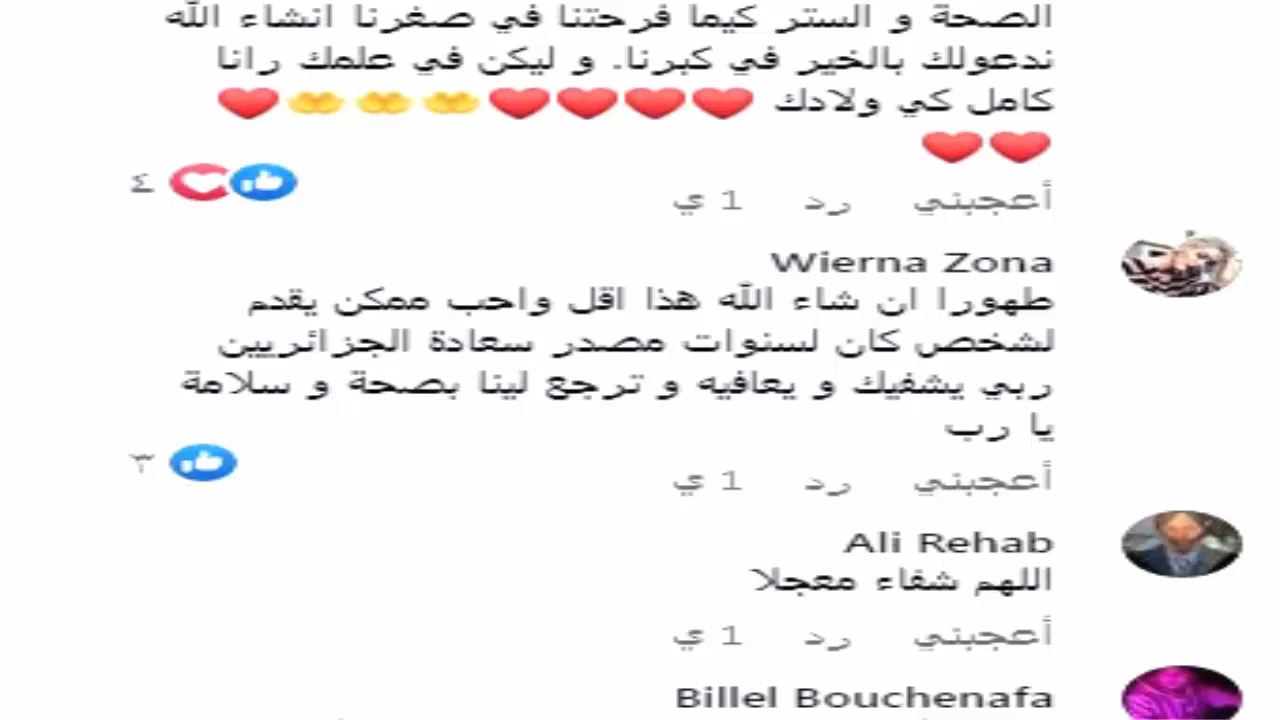 الصحة و الستر كيما فرحتنا في صغرنا انشاء الله
ندعولك بالخير في كبرنا. و ليكن في علمك رانا
كامل كي ولادك ❤️❤️❤️❤️🤲🤲🤲❤️
❤️❤️
أعجبني رد 1 ي ٤
Wierna Zona
طهورا ان شاء الله هذا اقل واجب ممكن يقدم
لشخص كان لسنوات مصدر سعادة الجزائريين
ربي يشفيك و يعافيه و ترجع لينا بصحة و سلامة
يا رب
أعجبني رد 1 ي ٣
Ali Rehab
اللهم شفاء معجلا
أعجبني رد 1 ي
Billel Bouchenafa